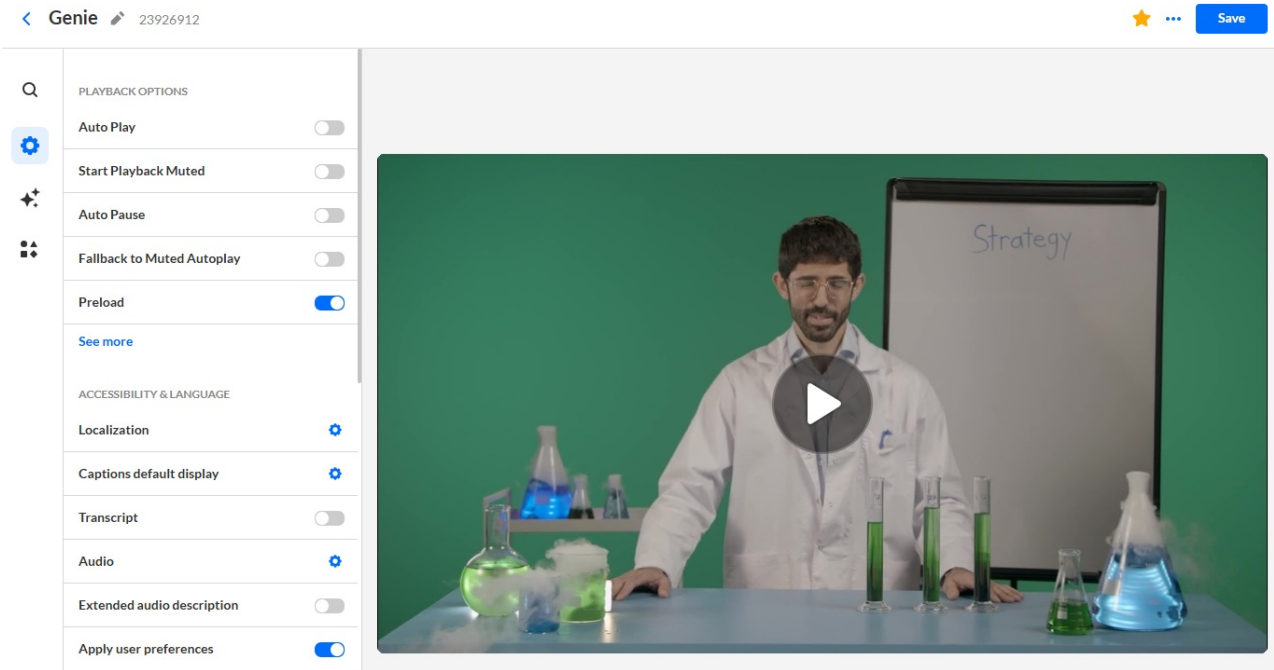 Genie
23926912
Save
PLAYBACK OPTIONS
Auto Play
Start Playback Muted
Auto Pause
Fallback to Muted Autoplay
Preload
See more
ACCESSIBILITY & LANGUAGE
Localization
Captions default display
Transcript
Audio
Extended audio description
Apply user preferences
Strategy